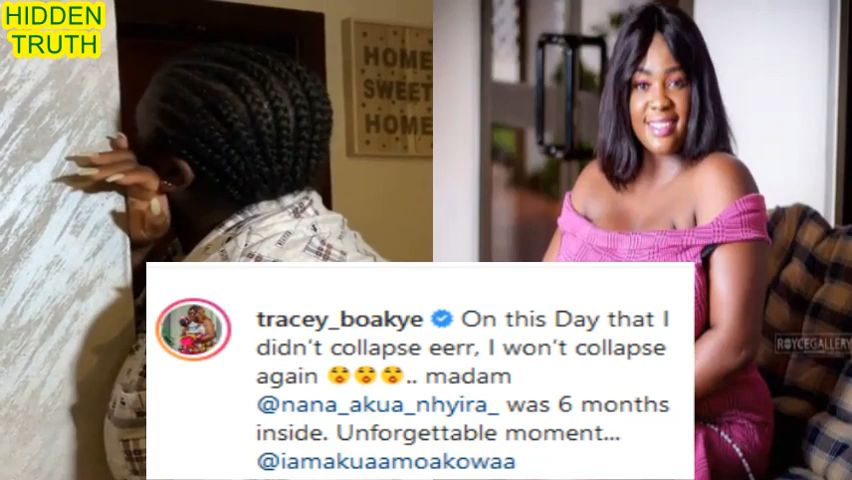 HIDDEN
TRUTH
HOME
SWEET
HOME
ROYCEGALLERY
tracey_boakye On this Day that I
didn't collapse eerr, I won't collapse
again 😵😵😵.. madam
@nana_akua_nhyira_ was 6 months
inside. Unforgettable moment...
@iamakuaamoakowaa